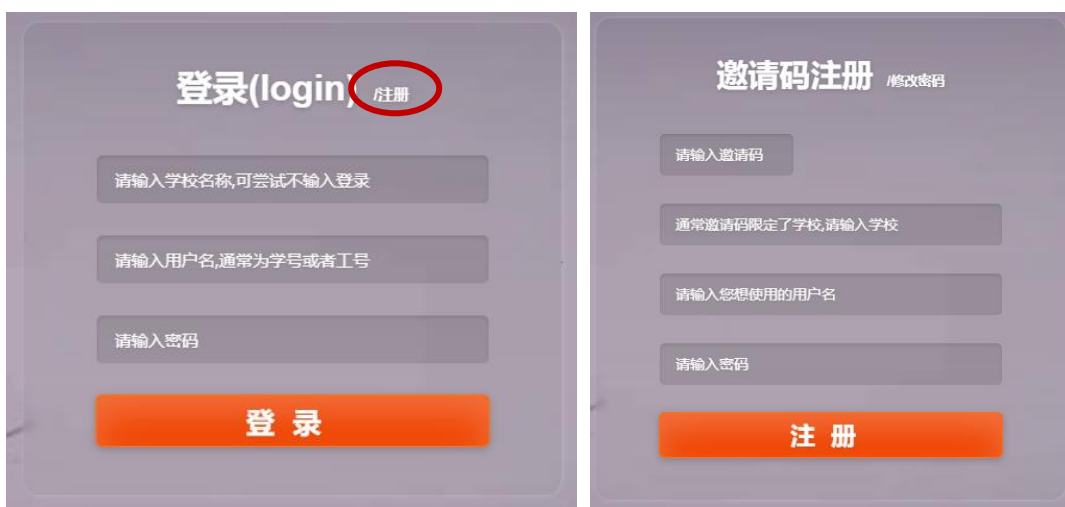 登录(login) /注册
请输入学校名称,可尝试不输入登录
请输入用户名,通常为学号或者工号
请输入密码
登 录
邀请码注册 /修改密码
请输入邀请码
通常邀请码限定了学校,请输入学校
请输入您想使用的用户名
请输入密码
注 册